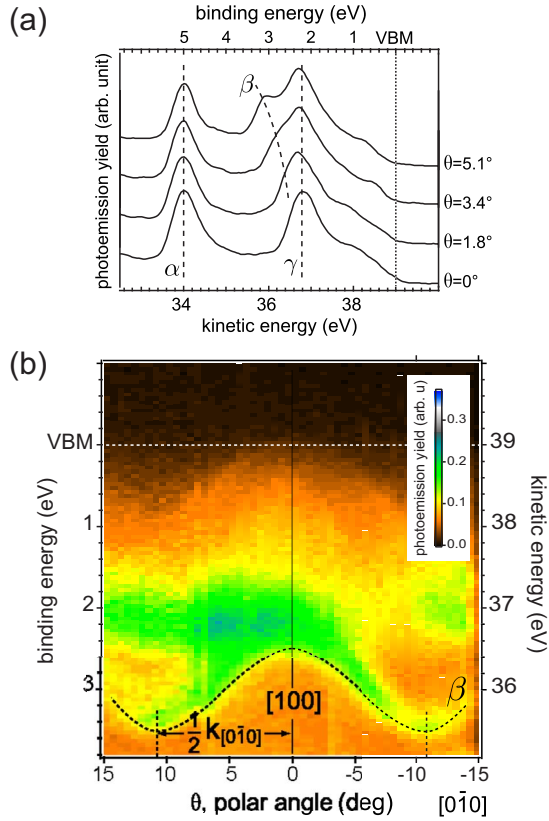 (a)
binding energy (eV)
5 4 3 2 1 VBM
photoemission yield (arb. unit)
β
θ=5.1°
θ=3.4°
θ=1.8°
α γ θ=0°
34 36 38
kinetic energy (eV)
(b)
photoemission yield (arb. u)
0.3
0.2
0.1
0.0
VBM
1
2
3
binding energy (eV)
39
38
37
36
kinetic energy (eV)
[100]
β
1/2 k[01̄0]
15 10 5 0 -5 -10 -15
θ, polar angle (deg) [01̄0]